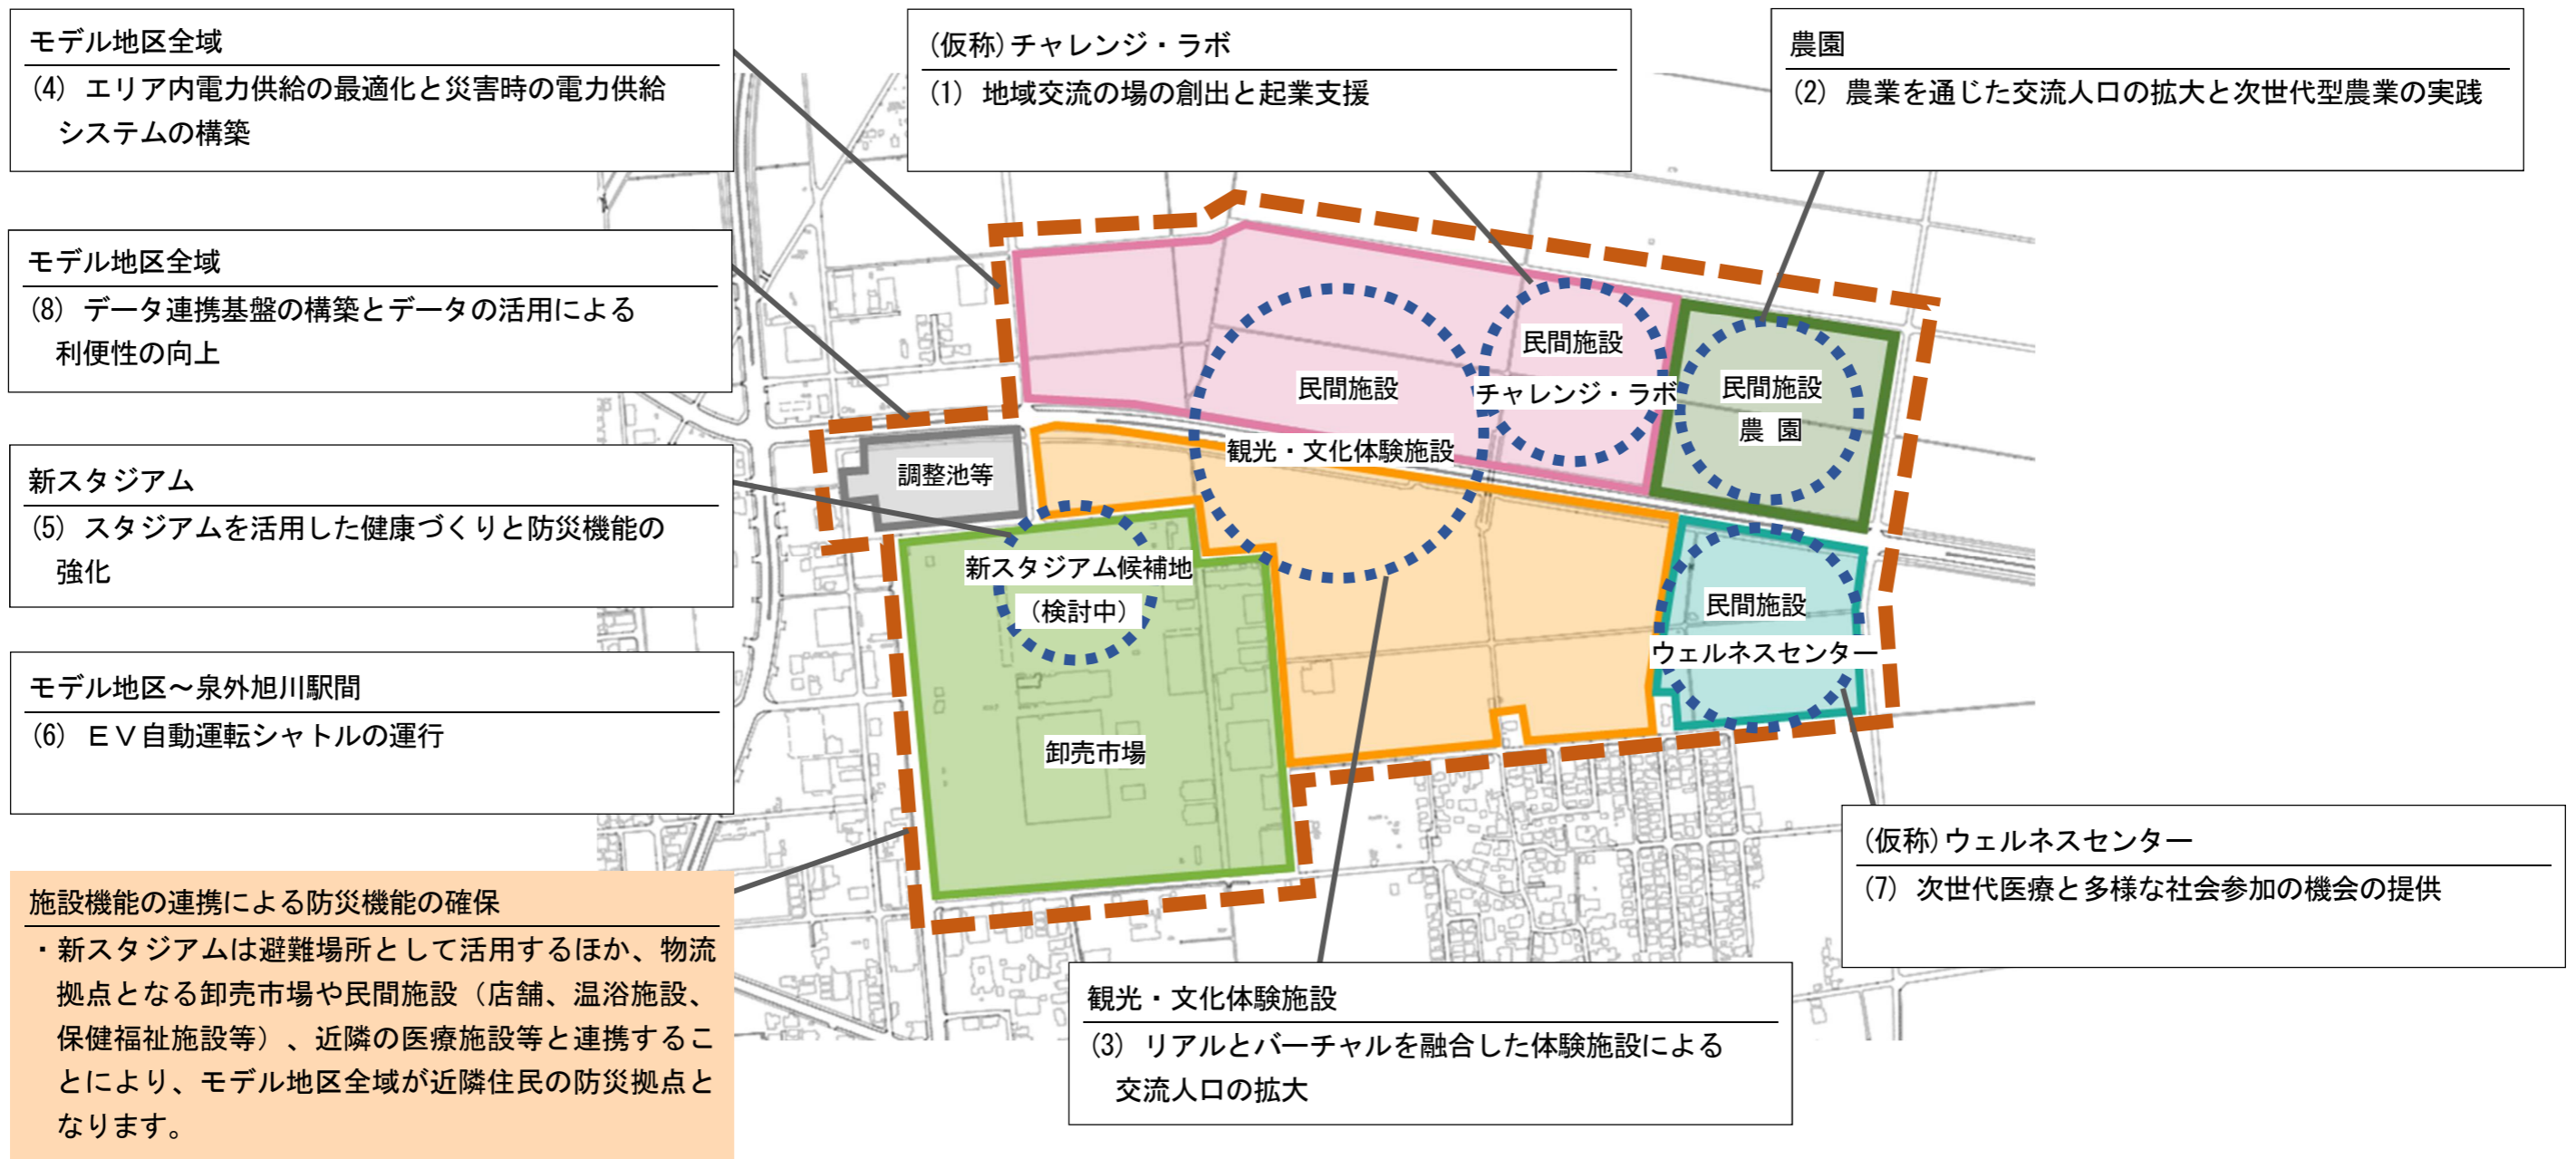 モデル地区全域
(4) エリア内電力供給の最適化と災害時の電力供給
システムの構築
(仮称)チャレンジ・ラボ
(1) 地域交流の場の創出と起業支援
農園
(2) 農業を通じた交流人口の拡大と次世代型農業の実践
モデル地区全域
(8) データ連携基盤の構築とデータの活用による
利便性の向上
新スタジアム
(5) スタジアムを活用した健康づくりと防災機能の
強化
モデル地区～泉外旭川駅間
(6) ＥＶ自動運転シャトルの運行
施設機能の連携による防災機能の確保
・新スタジアムは避難場所として活用するほか、物流
拠点となる卸売市場や民間施設（店舗、温浴施設、
保健福祉施設等）、近隣の医療施設等と連携するこ
とにより、モデル地区全域が近隣住民の防災拠点と
なります。
民間施設
観光・文化体験施設
民間施設
チャレンジ・ラボ
民間施設
農 園
調整池等
新スタジアム候補地
（検討中）
卸売市場
民間施設
ウェルネスセンター
(仮称)ウェルネスセンター
(7) 次世代医療と多様な社会参加の機会の提供
観光・文化体験施設
(3) リアルとバーチャルを融合した体験施設による
交流人口の拡大